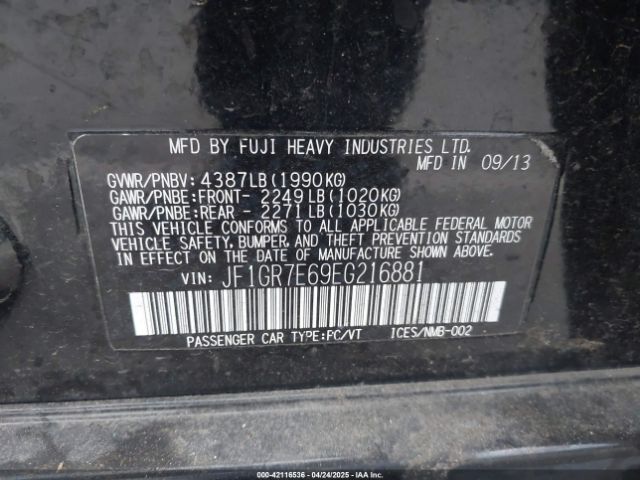 MFD BY FUJI HEAVY INDUSTRIES LTD.
MFD IN 09/13
GVWR/PNBV: 4387LB(1990KG)
GAWR/PNBE:FRONT- 2249LB(1020KG)
GAWR/PNBE:REAR - 2271LB(1030KG)
THIS VEHICLE CONFORMS TO ALL APPLICABLE FEDERAL MOTOR
VEHICLE SAFETY, BUMPER, AND THEFT PREVENTION STANDARDS
IN EFFECT ON THE DATE OF MANUFACTURE SHOWN ABOVE.
VIN: JF1GR7E69EG216881
PASSENGER CAR TYPE:PC/VT ICES/NMB-002
000-42116536 - 04/24/2025 - IAAI.COM